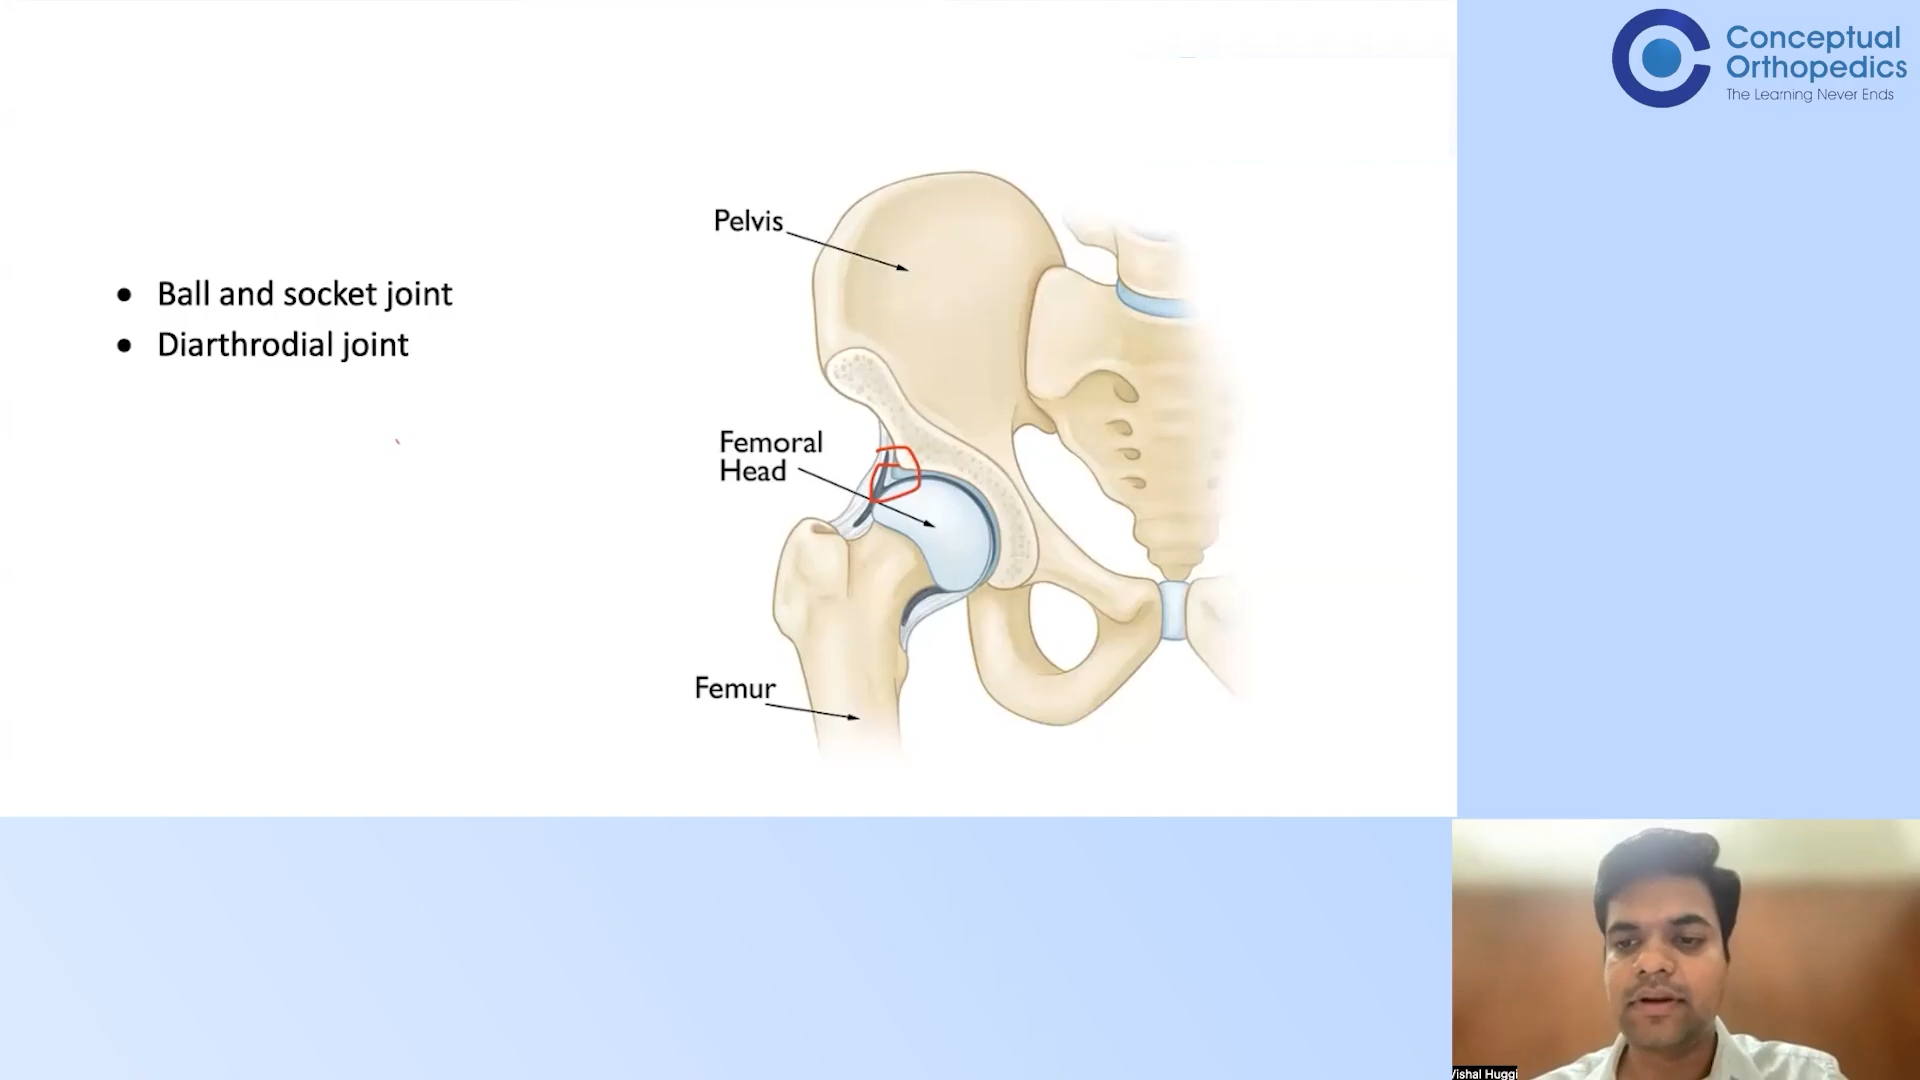 Conceptual
Orthopedics
The Learning Never Ends
Pelvis
• Ball and socket joint
• Diarthrodial joint
Femoral
Head
Femur
Vishal Huggi